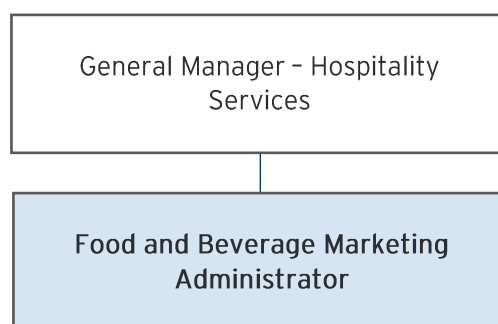 General Manager – Hospitality
Services
Food and Beverage Marketing
Administrator